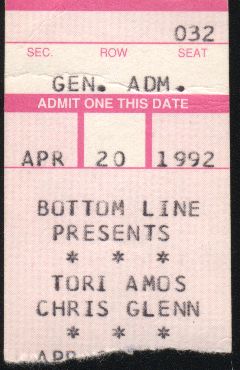 032
SEC. ROW SEAT
GEN. ADM.
ADMIT ONE THIS DATE
APR 20 1992
BOTTOM LINE
PRESENTS
* * *
TORI AMOS
CHRIS GLENN
* * *
APR